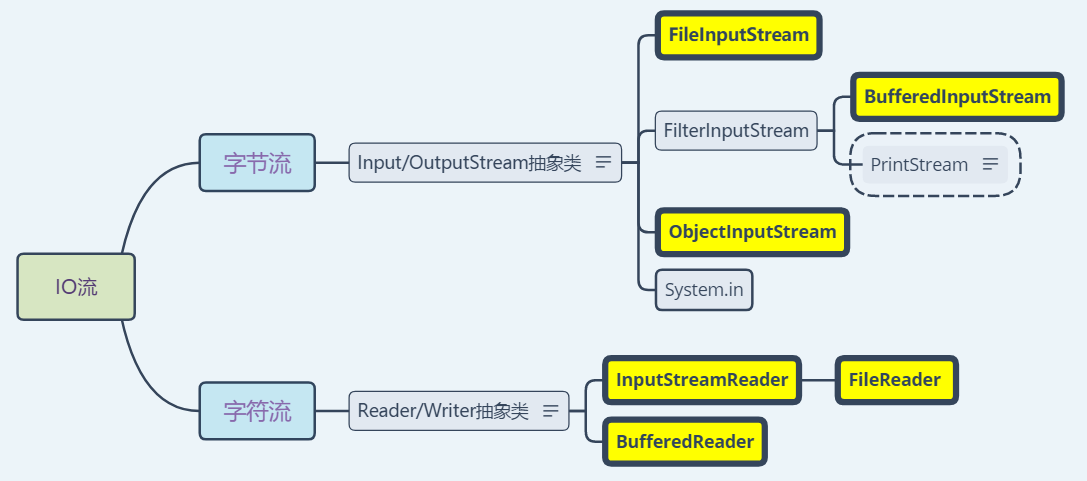 IO流
字节流
Input/OutputStream抽象类
FileInputStream
FilterInputStream
BufferedInputStream
PrintStream
ObjectInputStream
System.in
字符流
Reader/Writer抽象类
InputStreamReader
FileReader
BufferedReader